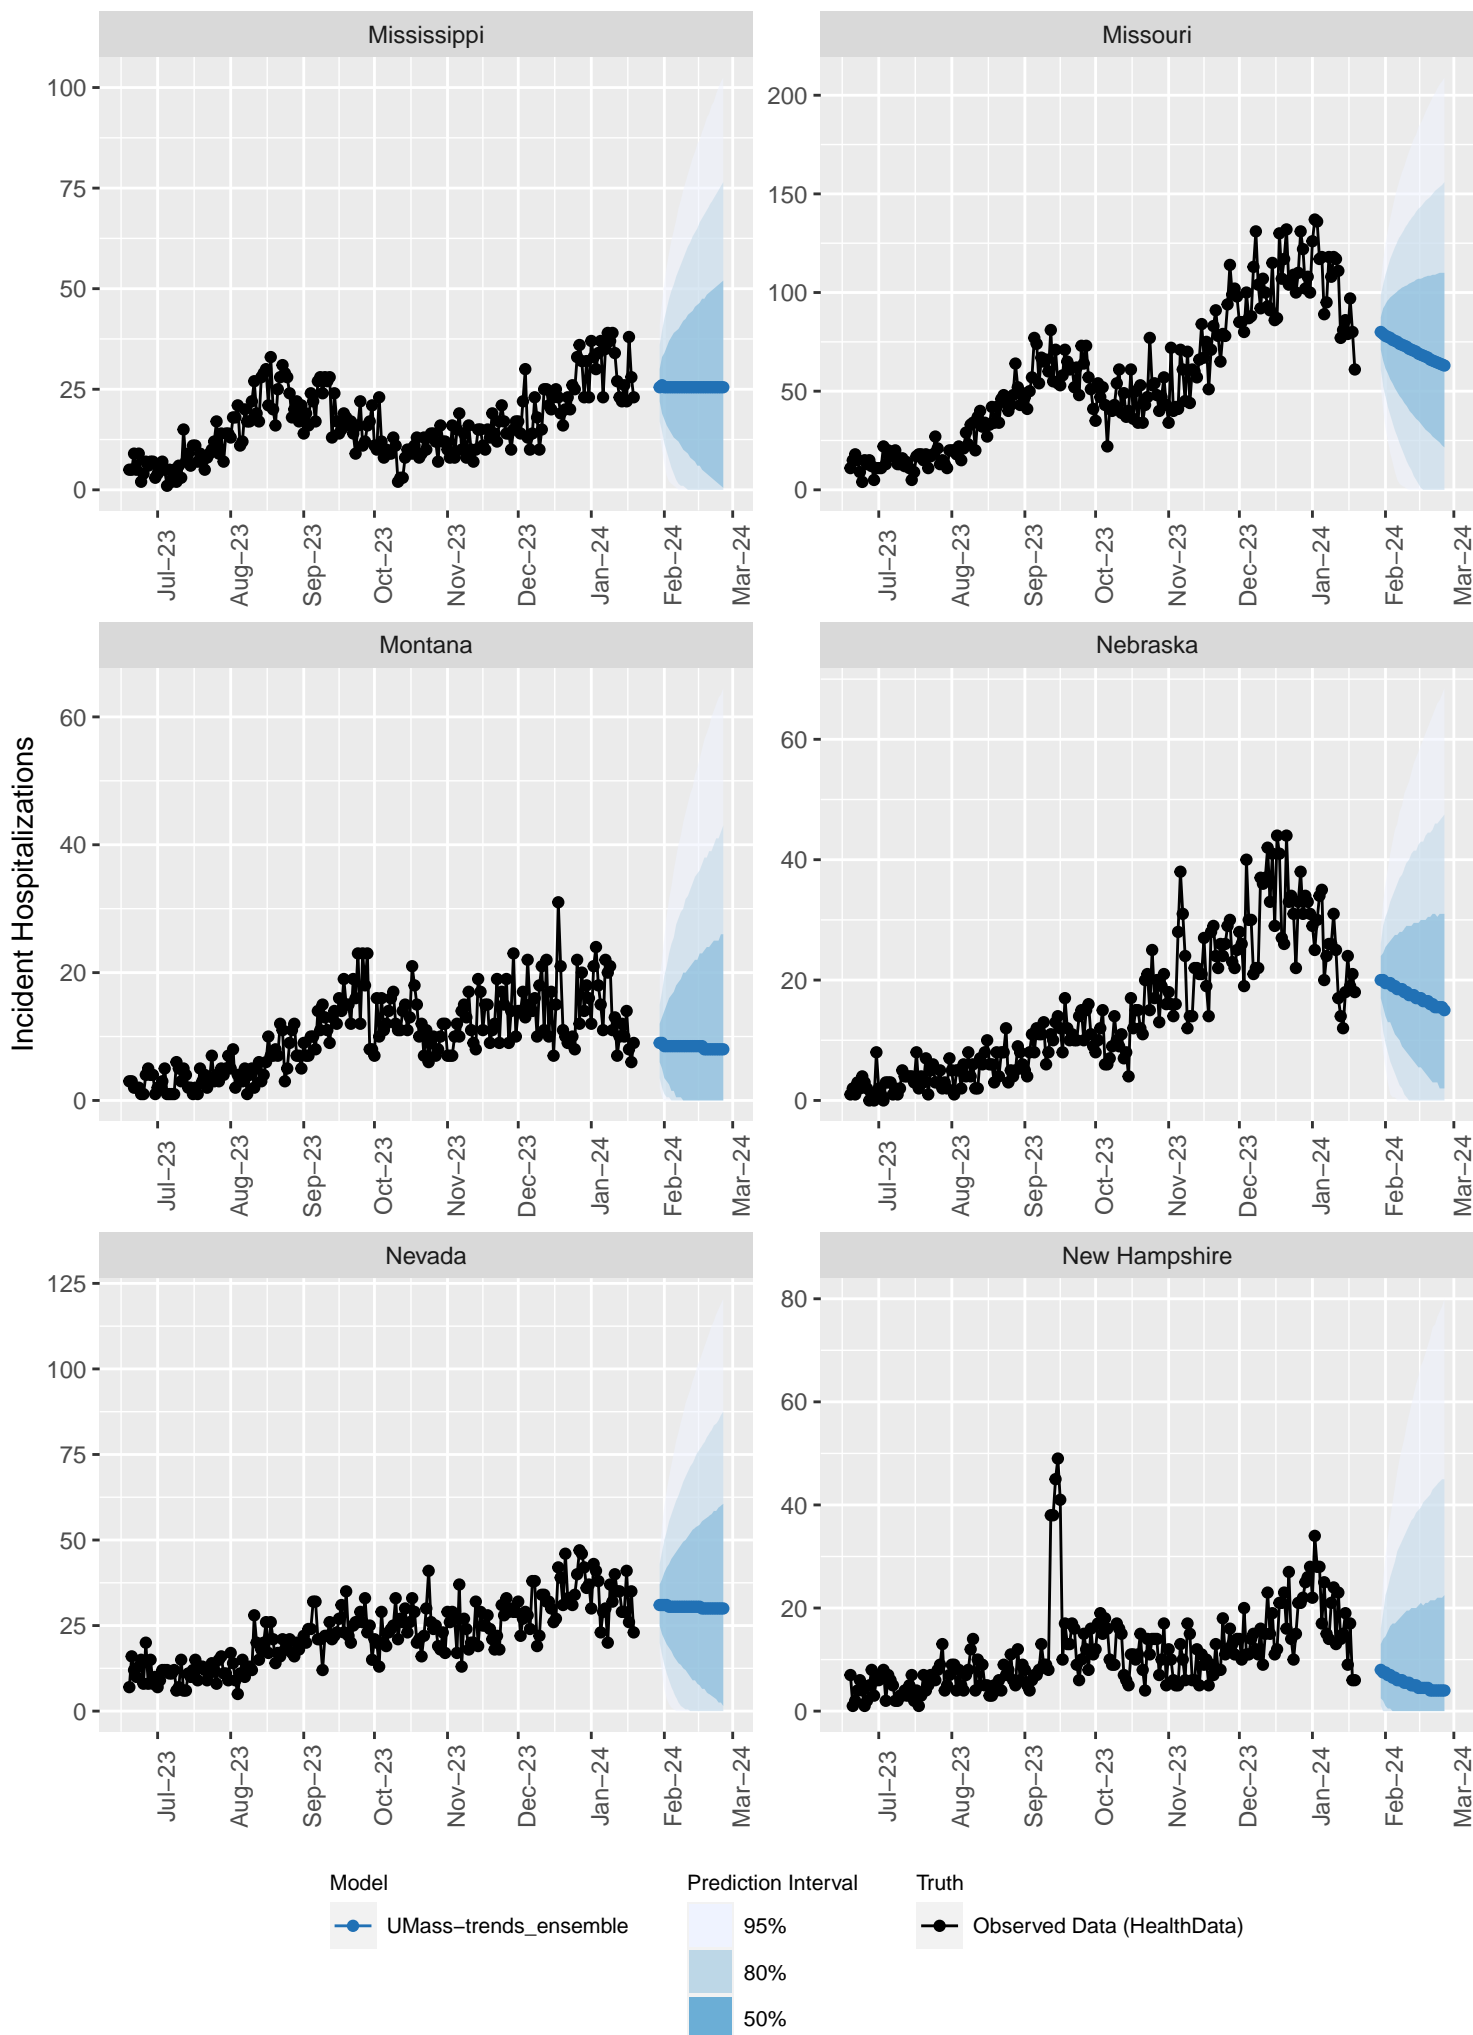 Mississippi
Missouri
100
75
50
25
0
200
150
100
50
0
Jul–23
Aug–23
Sep–23
Oct–23
Nov–23
Dec–23
Jan–24
Feb–24
Mar–24
Jul–23
Aug–23
Sep–23
Oct–23
Nov–23
Dec–23
Jan–24
Feb–24
Mar–24
Incident Hospitalizations
Montana
Nebraska
60
40
20
0
60
40
20
0
Jul–23
Aug–23
Sep–23
Oct–23
Nov–23
Dec–23
Jan–24
Feb–24
Mar–24
Jul–23
Aug–23
Sep–23
Oct–23
Nov–23
Dec–23
Jan–24
Feb–24
Mar–24
Nevada
New Hampshire
125
100
75
50
25
0
80
60
40
20
0
Jul–23
Aug–23
Sep–23
Oct–23
Nov–23
Dec–23
Jan–24
Feb–24
Mar–24
Jul–23
Aug–23
Sep–23
Oct–23
Nov–23
Dec–23
Jan–24
Feb–24
Mar–24
Model
UMass–trends_ensemble
Prediction Interval
95%
80%
50%
Truth
Observed Data (HealthData)